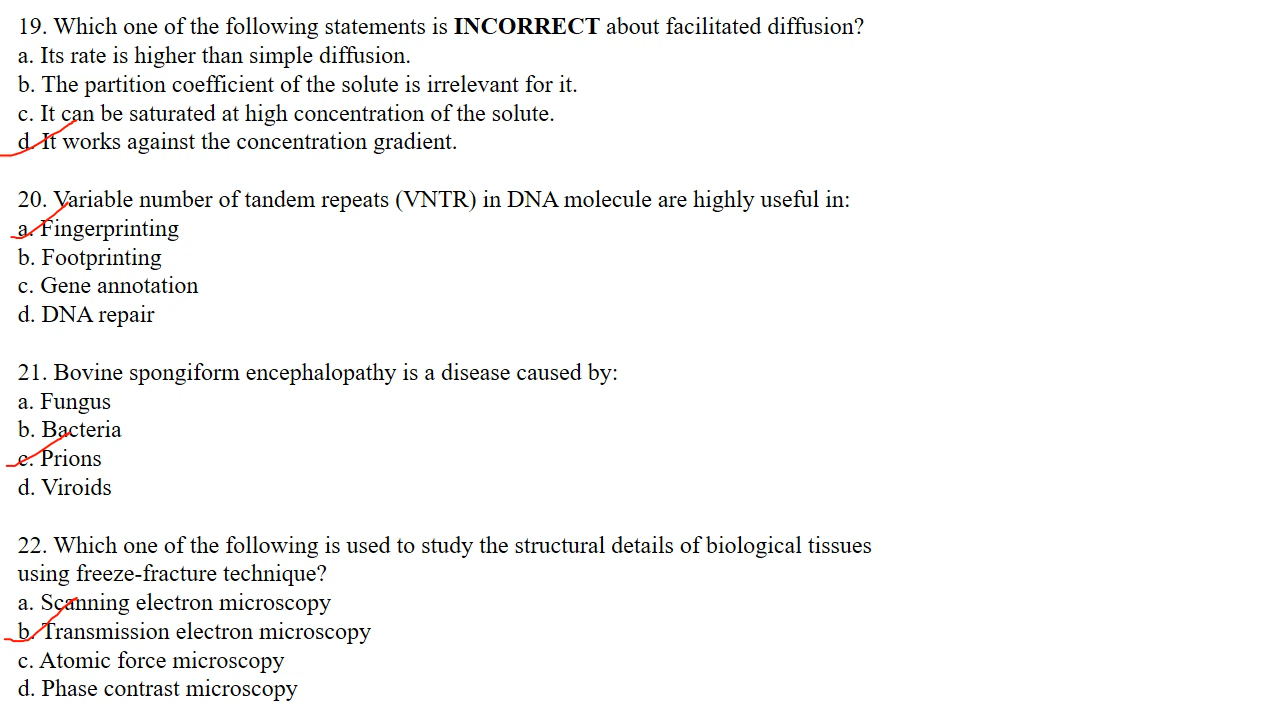 19. Which one of the following statements is INCORRECT about facilitated diffusion?
a. Its rate is higher than simple diffusion.
b. The partition coefficient of the solute is irrelevant for it.
c. It can be saturated at high concentration of the solute.
d. It works against the concentration gradient.
20. Variable number of tandem repeats (VNTR) in DNA molecule are highly useful in:
a. Fingerprinting
b. Footprinting
c. Gene annotation
d. DNA repair
21. Bovine spongiform encephalopathy is a disease caused by:
a. Fungus
b. Bacteria
c. Prions
d. Viroids
22. Which one of the following is used to study the structural details of biological tissues
using freeze-fracture technique?
a. Scanning electron microscopy
b. Transmission electron microscopy
c. Atomic force microscopy
d. Phase contrast microscopy